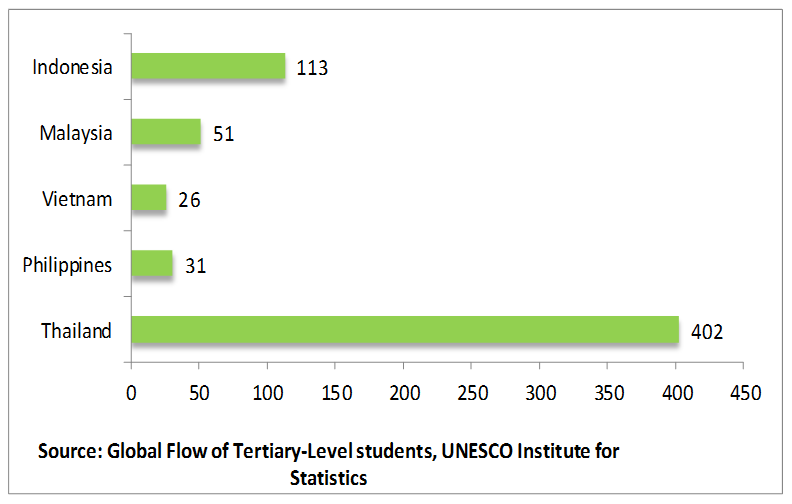 Indonesia 113
Malaysia 51
Vietnam 26
Philippines 31
Thailand 402
0 50 100 150 200 250 300 350 400 450
Source: Global Flow of Tertiary-Level students, UNESCO Institute for
Statistics